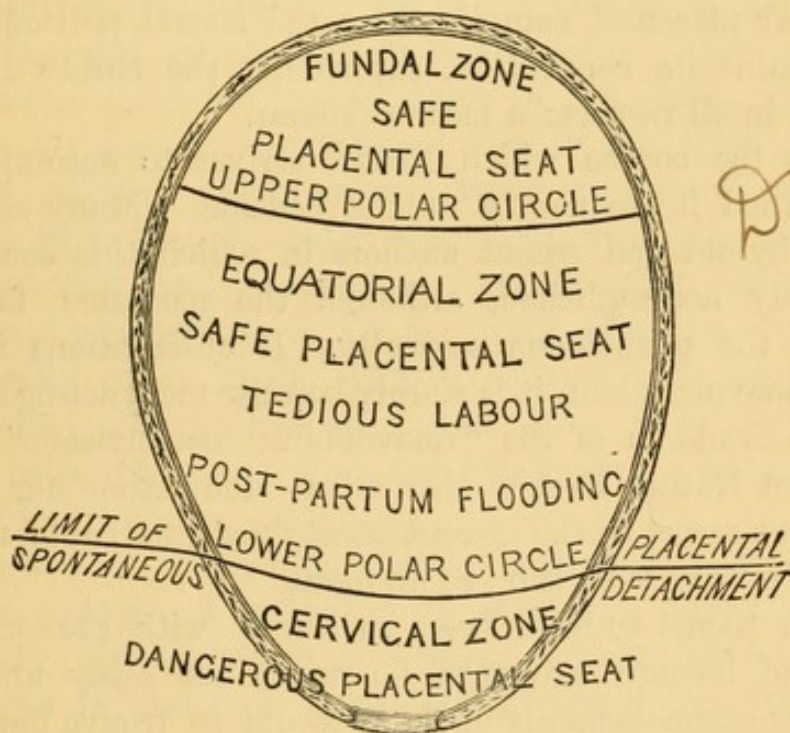 FUNDAL ZONE
SAFE
PLACENTAL SEAT
UPPER POLAR CIRCLE
EQUATORIAL ZONE
SAFE PLACENTAL SEAT
TEDIOUS LABOUR
POST-PARTUM FLOODING
LIMIT OF LOWER POLAR CIRCLE PLACENTAL
SPONTANEOUS DETACHMENT
CERVICAL ZONE
DANGEROUS PLACENTAL SEAT